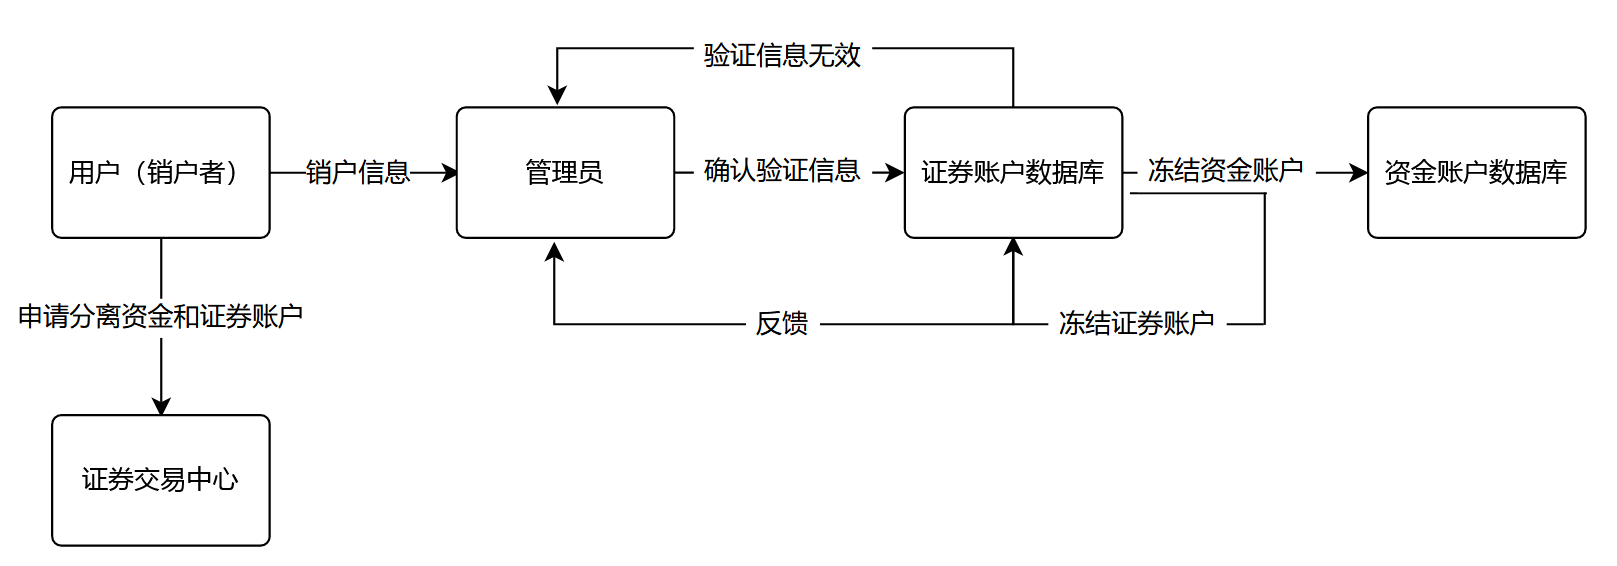 验证信息无效
用户（销户者）
销户信息
管理员
确认验证信息
证券账户数据库
冻结资金账户
资金账户数据库
申请分离资金和证券账户
反馈
冻结证券账户
证券交易中心